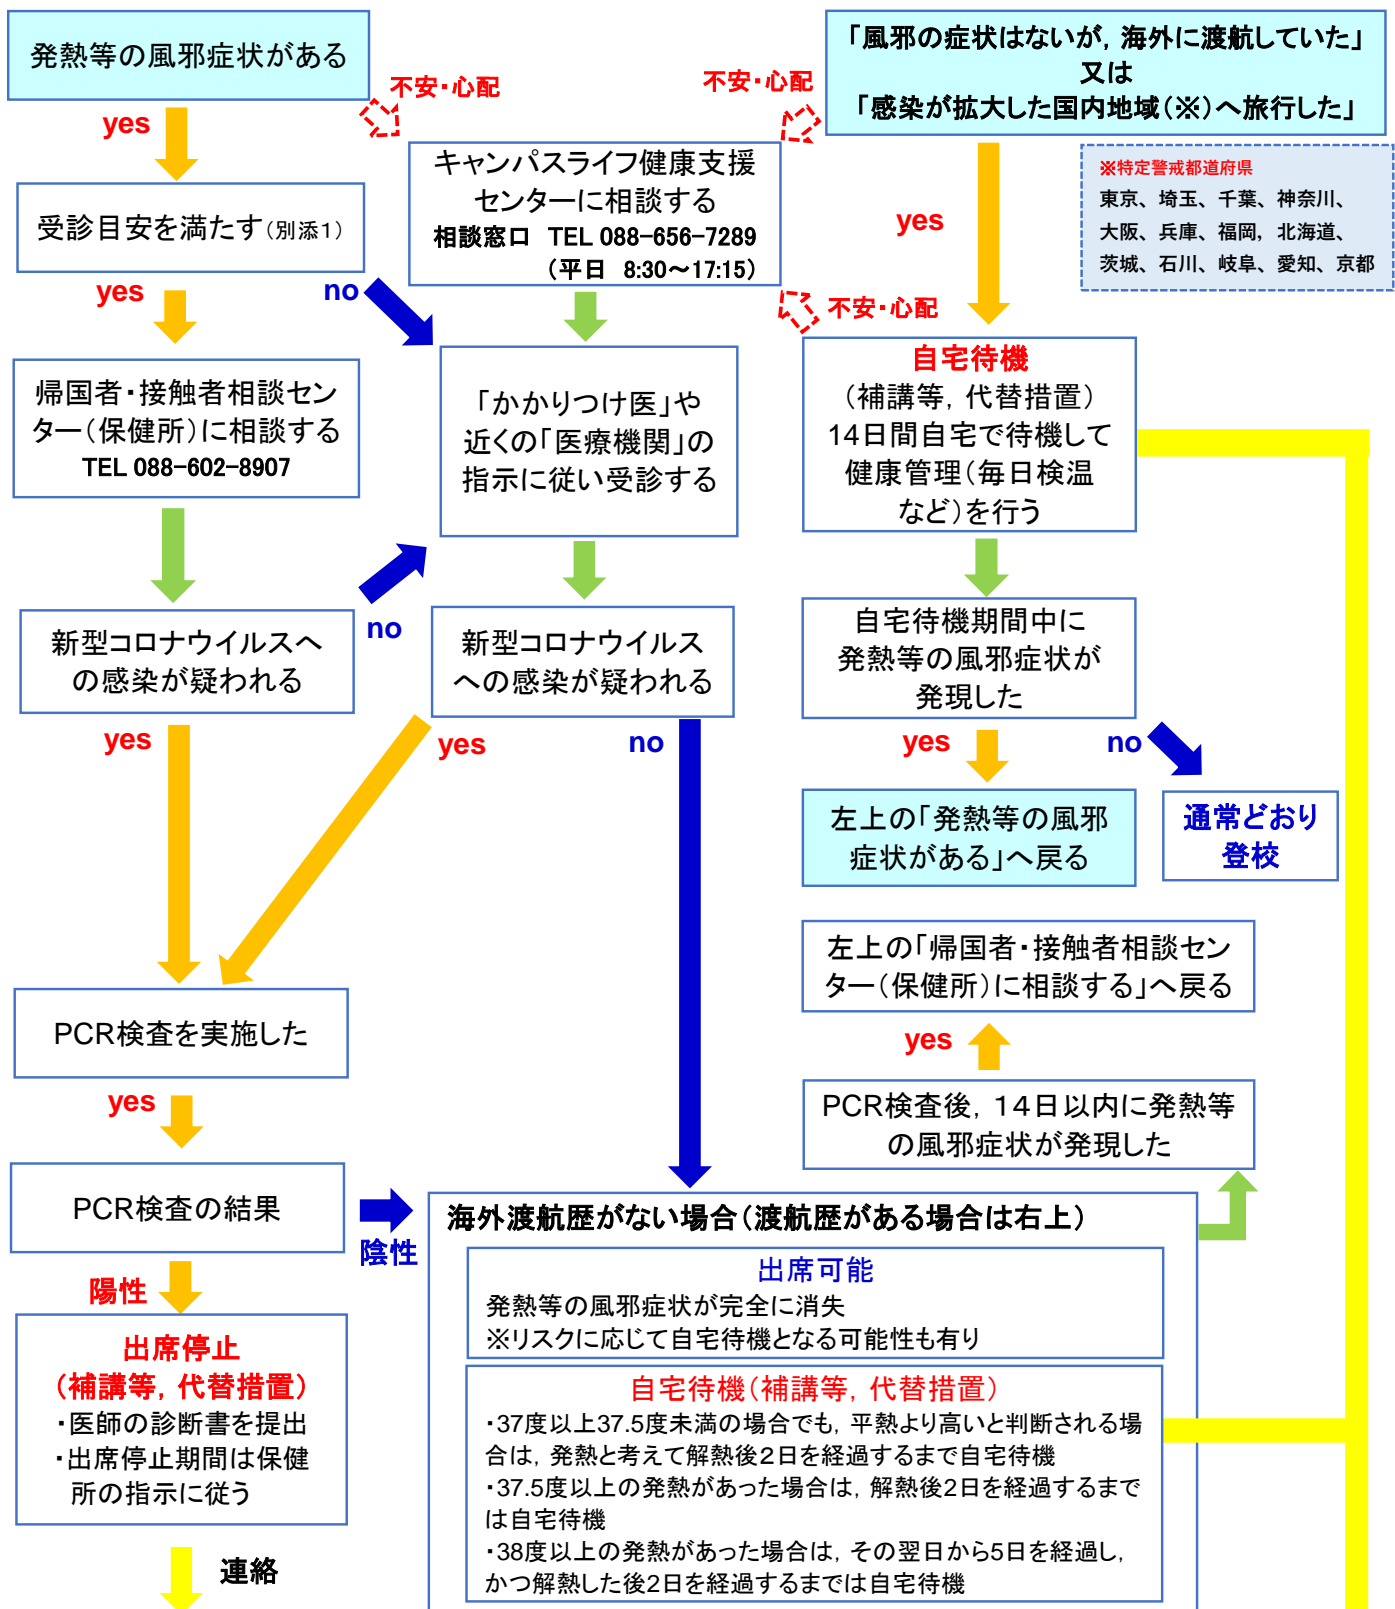 発熱等の風邪症状がある
「風邪の症状はないが，海外に渡航していた」
又は
「感染が拡大した国内地域（※）へ旅行した」
不安・心配
不安・心配
yes
キャンパスライフ健康支援
センターに相談する
相談窓口　TEL 088-656-7289
（平日　8:30～17:15）
※特定警戒都道府県
東京、埼玉、千葉、神奈川、
大阪、兵庫、福岡，北海道、
茨城、石川、岐阜、愛知、京都
yes
受診目安を満たす（別添1）
yes
no
不安・心配
帰国者・接触者相談セン
ター（保健所）に相談する
TEL 088-602-8907
「かかりつけ医」や
近くの「医療機関」の
指示に従い受診する
自宅待機
（補講等，代替措置）
14日間自宅で待機して
健康管理（毎日検温
など）を行う
no
新型コロナウイルスへ
の感染が疑われる
新型コロナウイルス
への感染が疑われる
自宅待機期間中に
発熱等の風邪症状が
発現した
yes
yes
no
yes
no
左上の「発熱等の風邪
症状がある」へ戻る
通常どおり
登校
左上の「帰国者・接触者相談セン
ター（保健所）に相談する」へ戻る
PCR検査を実施した
yes
yes
PCR検査後，14日以内に発熱等
の風邪症状が発現した
PCR検査の結果
陰性
陽性
海外渡航歴がない場合（渡航歴がある場合は右上）
出席可能
発熱等の風邪症状が完全に消失
※リスクに応じて自宅待機となる可能性も有り
出席停止
（補講等，代替措置）
・医師の診断書を提出
・出席停止期間は保健
所の指示に従う
自宅待機（補講等，代替措置）
・37度以上37.5度未満の場合でも，平熱より高いと判断される場
合は，発熱と考えて解熱後2日を経過するまで自宅待機
・37.5度以上の発熱があった場合は，解熱後2日を経過するまで
は自宅待機
・38度以上の発熱があった場合は，その翌日から5日を経過し，
かつ解熱した後2日を経過するまでは自宅待機
連絡